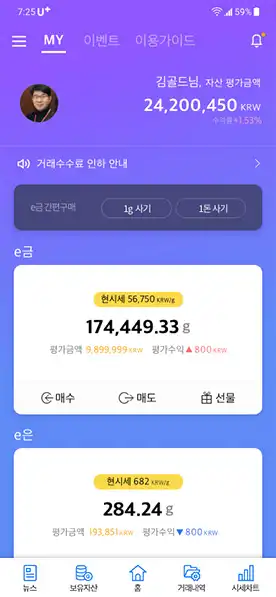 7:25 U+ 59%
MY 이벤트 이용가이드
김골드님, 자산 평가금액
24,200,450 KRW
수익률 +1.53%
거래수수료 인하 안내
e금 간편구매 1g 사기 1돈 사기
e금
현시세 56,750 KRW/g
174,449.33 g
평가금액 9,899,999 KRW 평가수익 ▲ 800 KRW
매수 매도 선물
e은
현시세 682 KRW/g
284.24 g
평가금액 193,851 KRW 평가수익 ▼ 800 KRW
뉴스 보유자산 홈 거래내역 시세차트